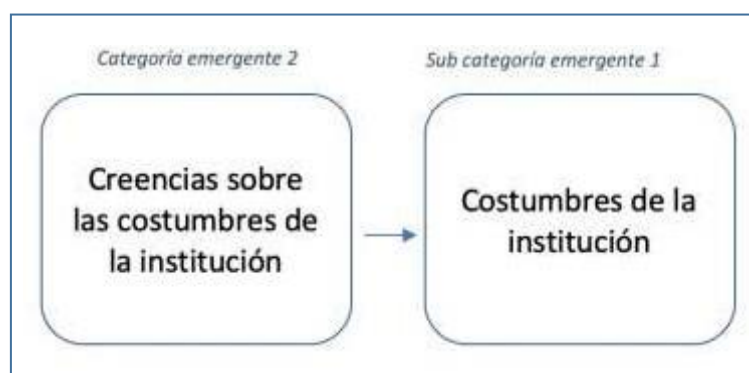 Categoría emergente 2
Sub categoría emergente 1
Creencias sobre
las costumbres de
la institución
Costumbres de la
institución